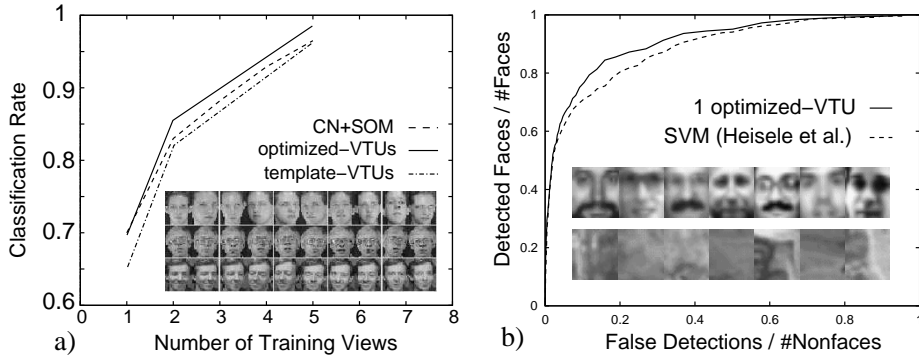 1
0.9
0.8
0.7
0.6
Classification Rate
CN+SOM
optimized−VTUs
template−VTUs
0 1 2 3 4 5 6 7 8
Number of Training Views
a)
1
0.8
0.6
0.4
0.2
0
Detected Faces / #Faces
1 optimized−VTU
SVM (Heisele et al.)
0 0.2 0.4 0.6 0.8 1
False Detections / #Nonfaces
b)